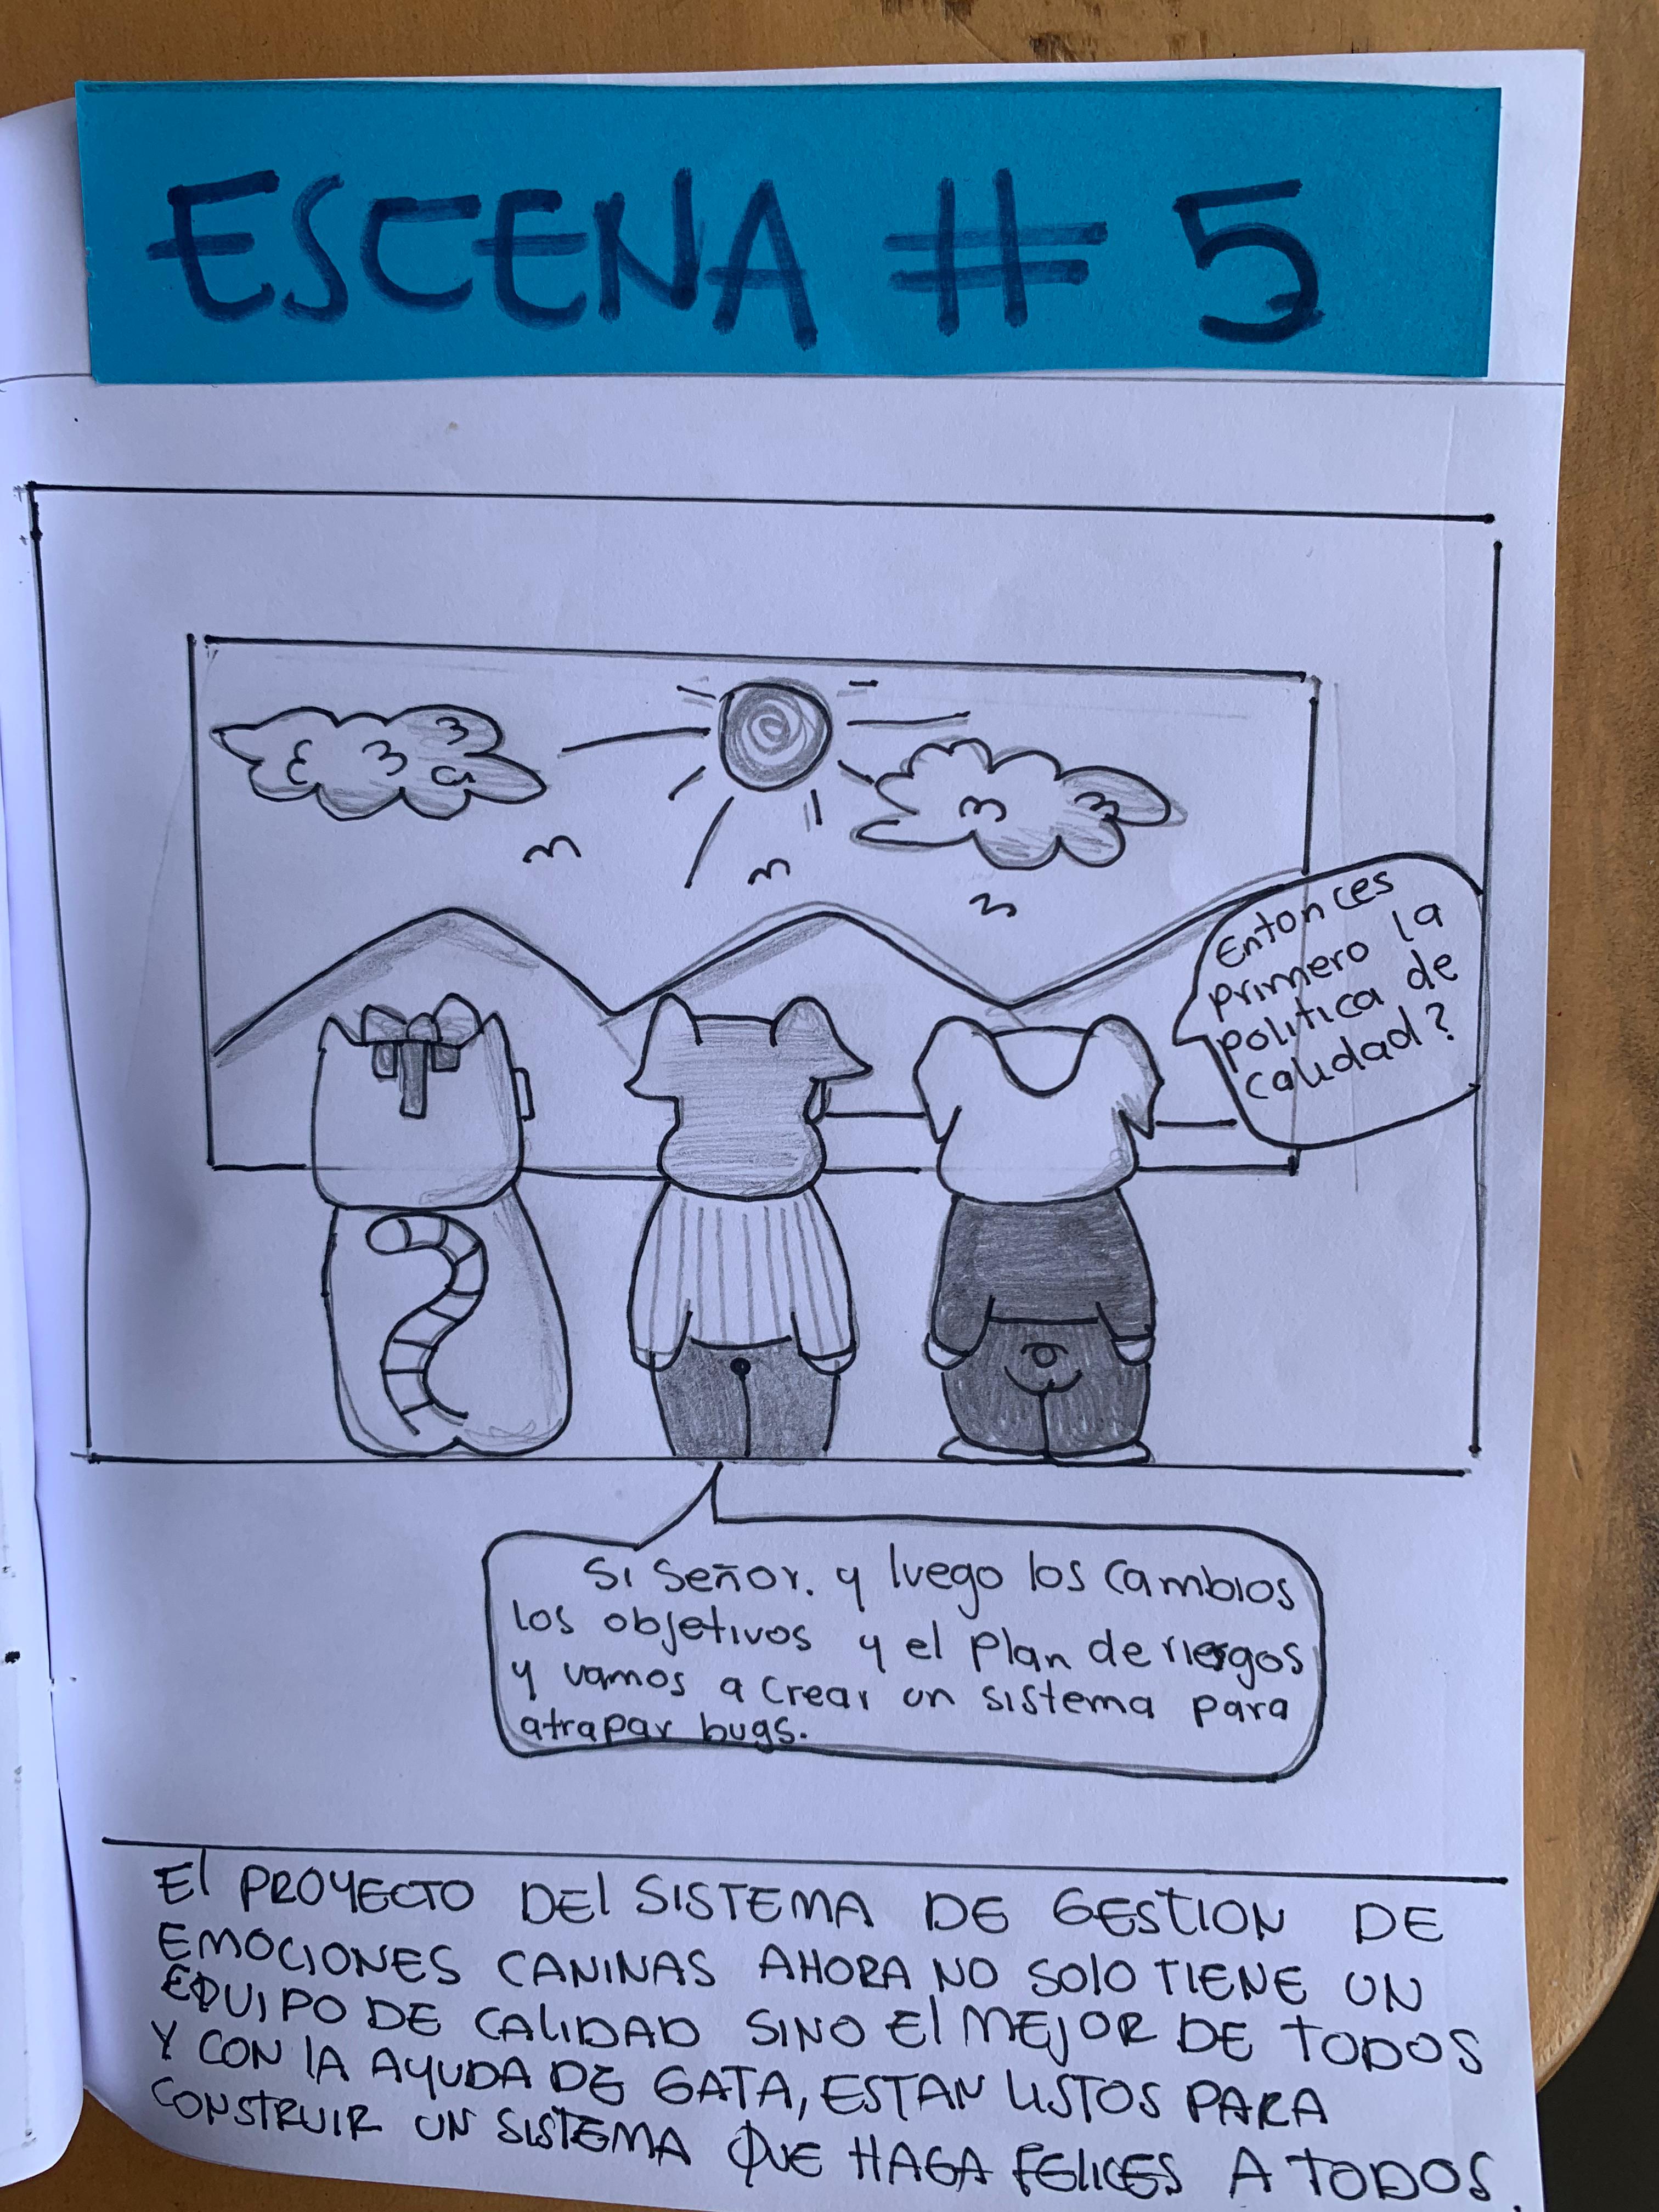 ESCENA # 5
Entonces
primero la
politica de
calidad?
Si señor. y luego los cambios
los objetivos y el plan de riesgos
y vamos a crear un sistema para
atrapar bugs.
El PROYECTO DEl SISTEMA DE GESTION DE
EMOCIONES CANINAS AHORA NO SOLO TIENE UN
EQUIPO DE CALIDAD SINO El MEJOR DE TODOS
Y CON LA AYUDA DE GATA, ESTAN LISTOS PARA
CONSTRUIR UN SISTEMA QUE HAGA FELICES A TODOS.